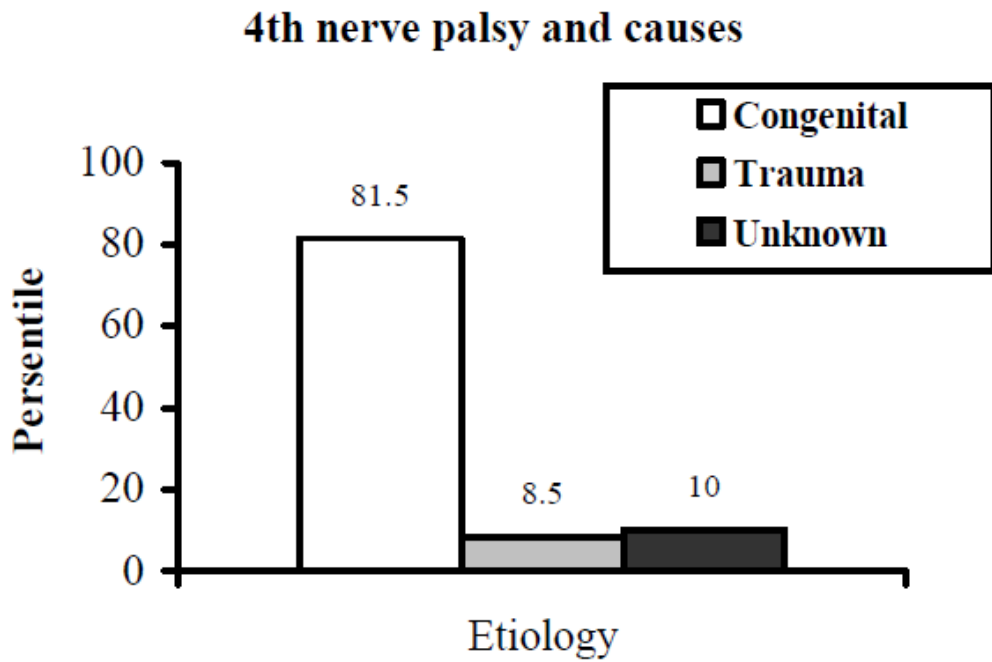 4th nerve palsy and causes
Congenital
Trauma
Unknown
100
80
60
40
20
0
81.5
8.5
10
Persentile
Etiology